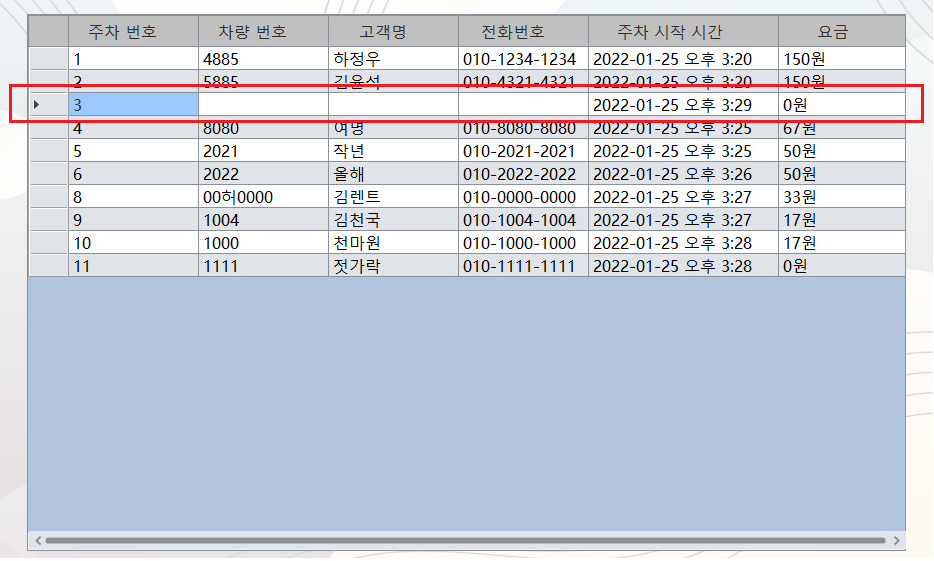 주차 번호 차량 번호 고객명 전화번호 주차 시작 시간 요금
1 4885 하정우 010-1234-1234 2022-01-25 오후 3:20 150원
2 5885 김윤석 010-4321-4321 2022-01-25 오후 3:20 150원
3 2022-01-25 오후 3:29 0원
4 8080 여명 010-8080-8080 2022-01-25 오후 3:25 67원
5 2021 작년 010-2021-2021 2022-01-25 오후 3:25 50원
6 2022 올해 010-2022-2022 2022-01-25 오후 3:26 50원
8 00허0000 김렌트 010-0000-0000 2022-01-25 오후 3:27 33원
9 1004 김천국 010-1004-1004 2022-01-25 오후 3:27 17원
10 1000 천마원 010-1000-1000 2022-01-25 오후 3:28 17원
11 1111 젓가락 010-1111-1111 2022-01-25 오후 3:28 0원